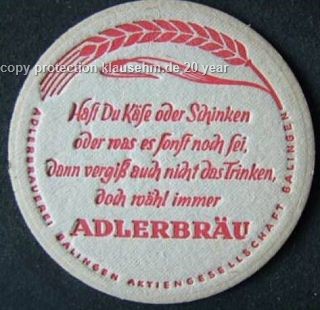 copy protection klausehm.de 20 year
Hast Du Käse oder Schinken
oder was es sonst noch sei,
dann vergiß auch nicht das Trinken,
doch wähl immer
ADLERBRÄU
ADLERBRAUEREI BALINGEN AKTIENGESELLSCHAFT BALINGEN